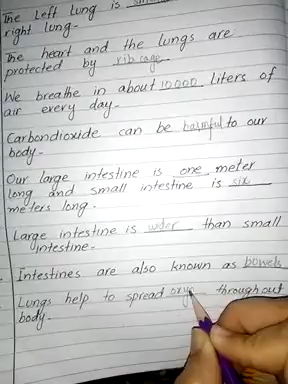 The Left Lung is
right lung-
The heart and the lungs are
protected by rib cage
We breathe in about 10000 liters of
air every day-
Carbondioxide can be harmful to our
body-
Our large intestine is one meter
long and small intestine is six
meters long.
Large intestine is wider than small
intestine-
Intestines are also known as bowels
Lungs help to spread oxyg throughout
body-